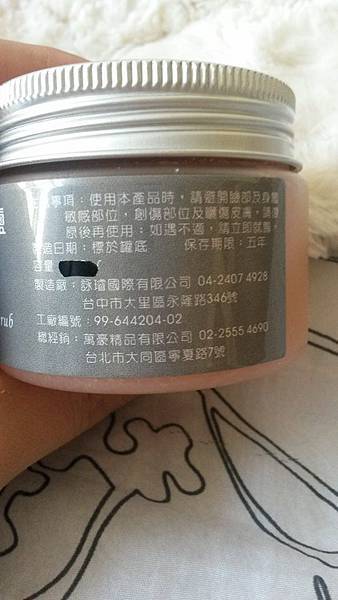 事項：使用本產品時，請避開臉部及身體
敏感部位，創傷部位及曬傷皮膚，請復
原後再使用．如遇不適，請立即就醫。
製造日期：標於罐底 保存期限：五年
容量
製造廠：詠璿國際有限公司 04-2407 4928
台中市大里區永隆路346號
工廠編號：99-644204-02
總經銷：萬豪精品有限公司 02-2555 4690
台北市大同區寧夏路7號
鹽
rub